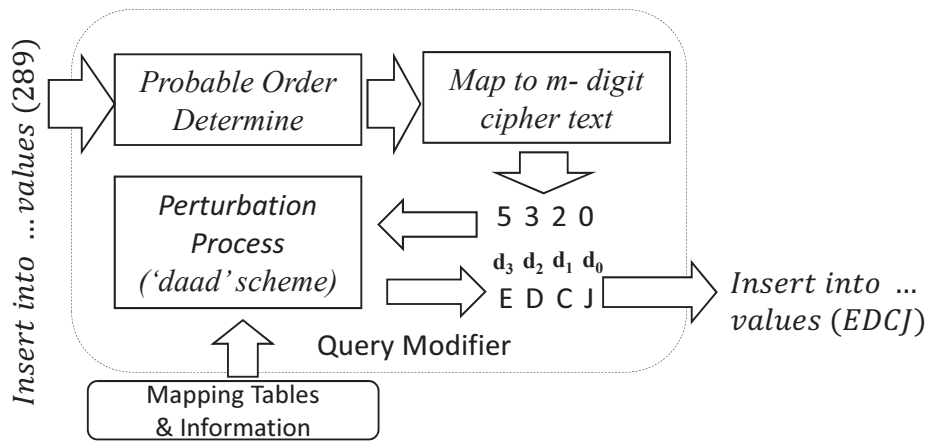 Insert into … values (289)
Probable Order
Determine
Map to m- digit
cipher text
5 3 2 0
Perturbation
Process
('daad' scheme)
d3 d2 d1 d0
E D C J
Insert into …
values (EDCJ)
Query Modifier
Mapping Tables
& Information